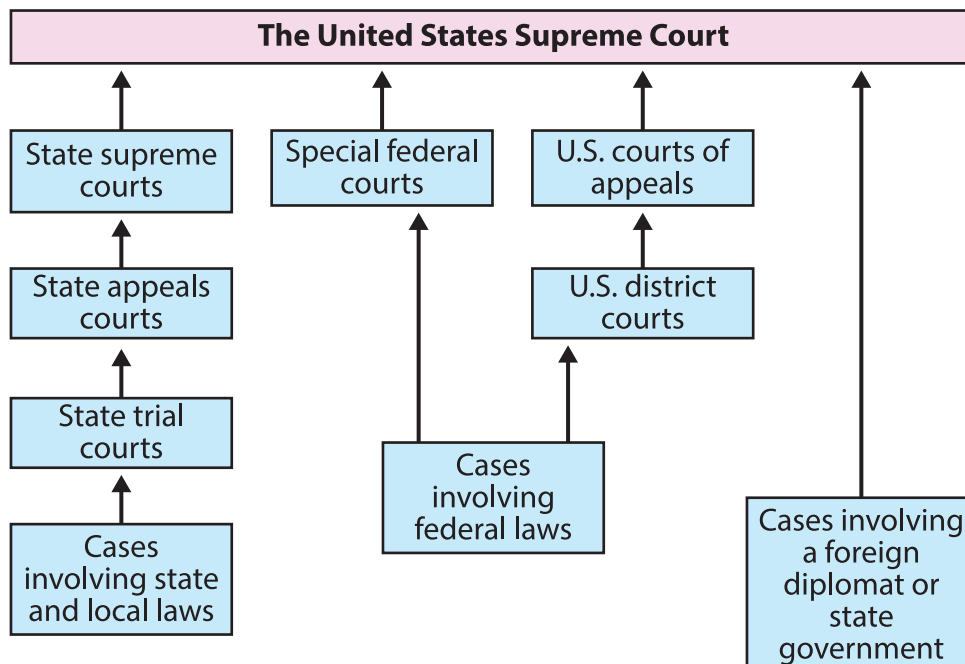 The United States Supreme Court
State supreme
courts
Special federal
courts
U.S. courts of
appeals
State appeals
courts
U.S. district
courts
State trial
courts
Cases
involving
federal laws
Cases
involving state
and local laws
Cases involving
a foreign
diplomat or
state
government